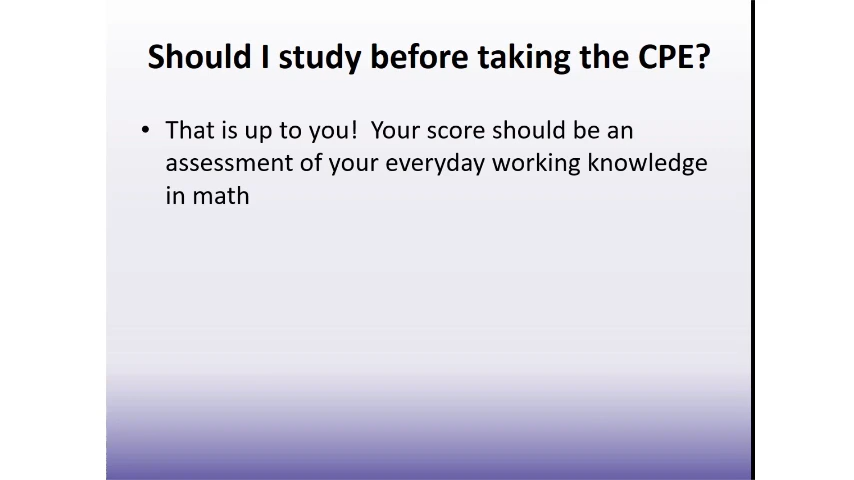 Should I study before taking the CPE?
• That is up to you!  Your score should be an
assessment of your everyday working knowledge
in math